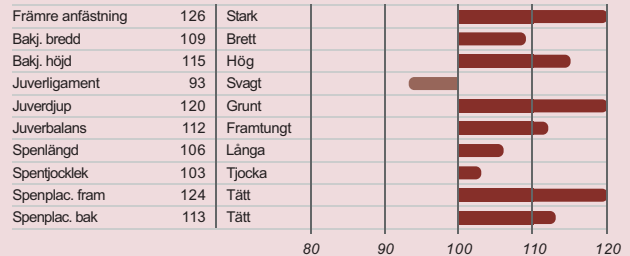 Främre anfästning 126 Stark
Bakj. bredd 109 Brett
Bakj. höjd 115 Hög
Juverligament 93 Svagt
Juverdjup 120 Grunt
Juverbalans 112 Framtungt
Spenlängd 106 Långa
Spentjocklek 103 Tjocka
Spenplac. fram 124 Tätt
Spenplac. bak 113 Tätt
80 90 100 110 120